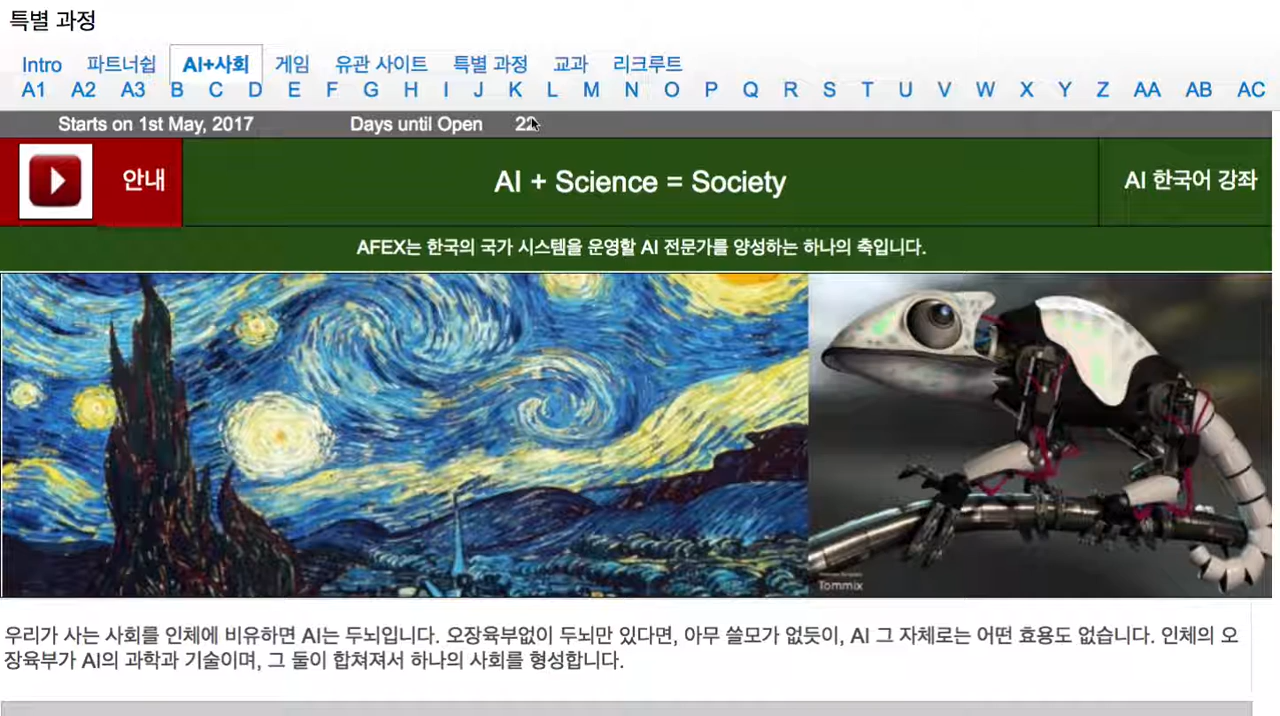 특별 과정
Intro 파트너쉽 AI+사회 게임 유관 사이트 특별 과정 교과 리크루트
A1 A2 A3 B C D E F G H I J K L M N O P Q R S T U V W X Y Z AA AB AC
Starts on 1st May, 2017 Days until Open 22
안내 AI + Science = Society AI 한국어 강좌
AFEX는 한국의 국가 시스템을 운영할 AI 전문가를 양성하는 하나의 축입니다.
Tommix
우리가 사는 사회를 인체에 비유하면 AI는 두뇌입니다. 오장육부없이 두뇌만 있다면, 아무 쓸모가 없듯이, AI 그 자체로는 어떤 효용도 없습니다. 인체의 오
장육부가 AI의 과학과 기술이며, 그 둘이 합쳐져서 하나의 사회를 형성합니다.